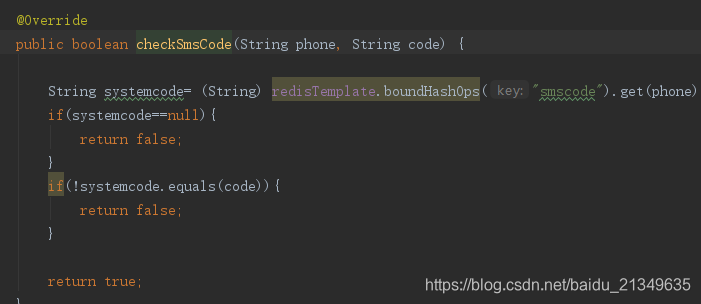 @Override
public boolean checkSmsCode(String phone, String code) {
String systemcode= (String) redisTemplate.boundHashOps( key: "smscode").get(phone)
if(systemcode==null){
return false;
}
if(!systemcode.equals(code)){
return false;
}
return true;
https://blog.csdn.net/baidu_21349635
}